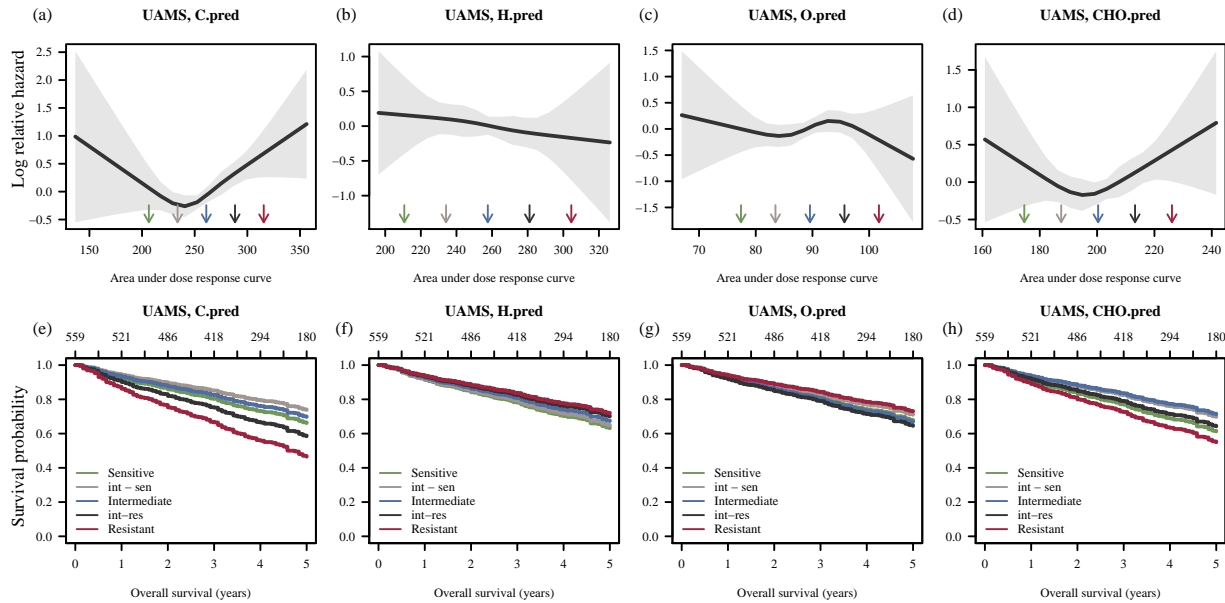 (a) UAMS, C.pred
Log relative hazard
2.5
2.0
1.5
1.0
0.5
0.0
−0.5
150 200 250 300 350
Area under dose response curve
(b) UAMS, H.pred
1.0
0.5
0.0
−0.5
−1.0
200 220 240 260 280 300 320
Area under dose response curve
(c) UAMS, O.pred
1.5
1.0
0.5
0.0
−0.5
−1.0
−1.5
70 80 90 100
Area under dose response curve
(d) UAMS, CHO.pred
1.5
1.0
0.5
0.0
−0.5
160 180 200 220 240
Area under dose response curve
(e) UAMS, C.pred
559 521 486 418 294 180
Survival probability
1.0
0.8
0.6
0.4
0.2
0.0
Sensitive
int − sen
Intermediate
int−res
Resistant
0 1 2 3 4 5
Overall survival (years)
(f) UAMS, H.pred
559 521 486 418 294 180
1.0
0.8
0.6
0.4
0.2
0.0
Sensitive
int − sen
Intermediate
int−res
Resistant
0 1 2 3 4 5
Overall survival (years)
(g) UAMS, O.pred
559 521 486 418 294 180
1.0
0.8
0.6
0.4
0.2
0.0
Sensitive
int − sen
Intermediate
int−res
Resistant
0 1 2 3 4 5
Overall survival (years)
(h) UAMS, CHO.pred
559 521 486 418 294 180
1.0
0.8
0.6
0.4
0.2
0.0
Sensitive
int − sen
Intermediate
int−res
Resistant
0 1 2 3 4 5
Overall survival (years)